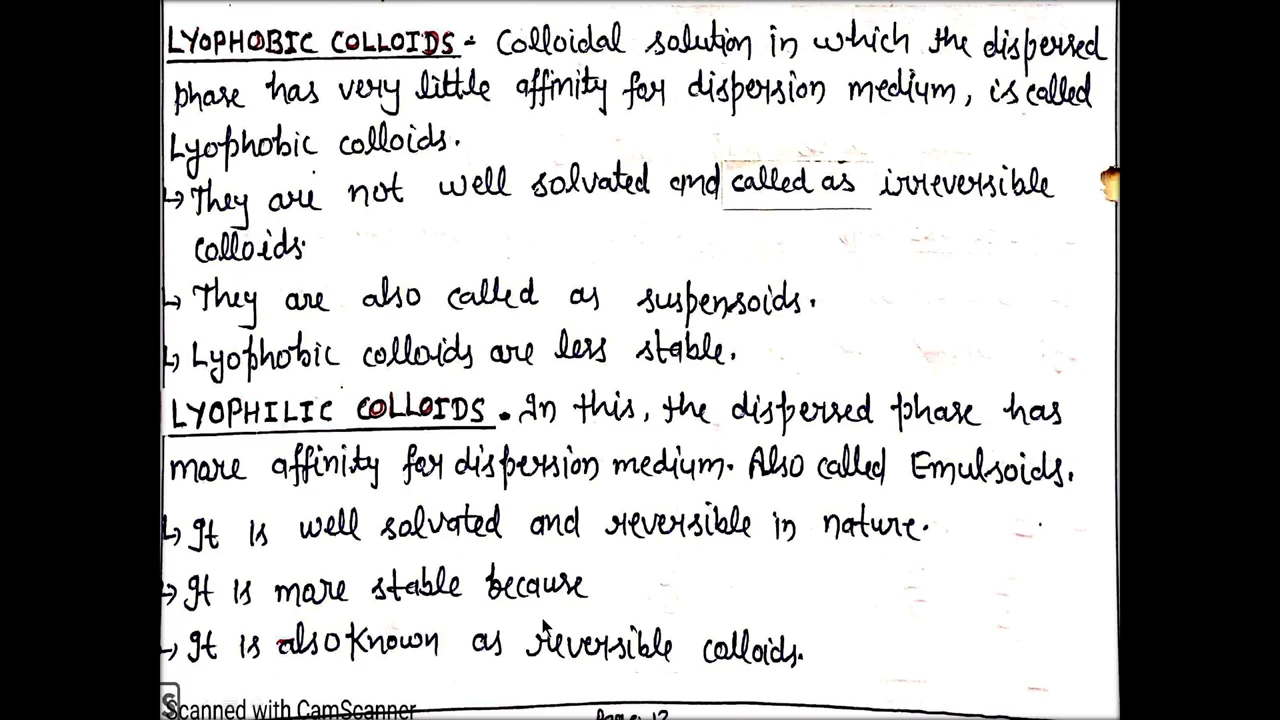 LYOPHOBIC COLLOIDS - Colloidal solution in which the dispersed
phase has very little affinity for dispersion medium, is called
Lyophobic colloids.
↳ They are not well solvated and called as irreversible
colloids.
↳ They are also called as suspensoids.
↳ Lyophobic colloids are less stable.
LYOPHILIC COLLOIDS. In this, the dispersed phase has
more affinity for dispersion medium. Also called Emulsoids.
↳ It is well solvated and reversible in nature.
↳ It is more stable because
↳ It is also known as reversible colloids.
Scanned with CamScanner
Page: 12